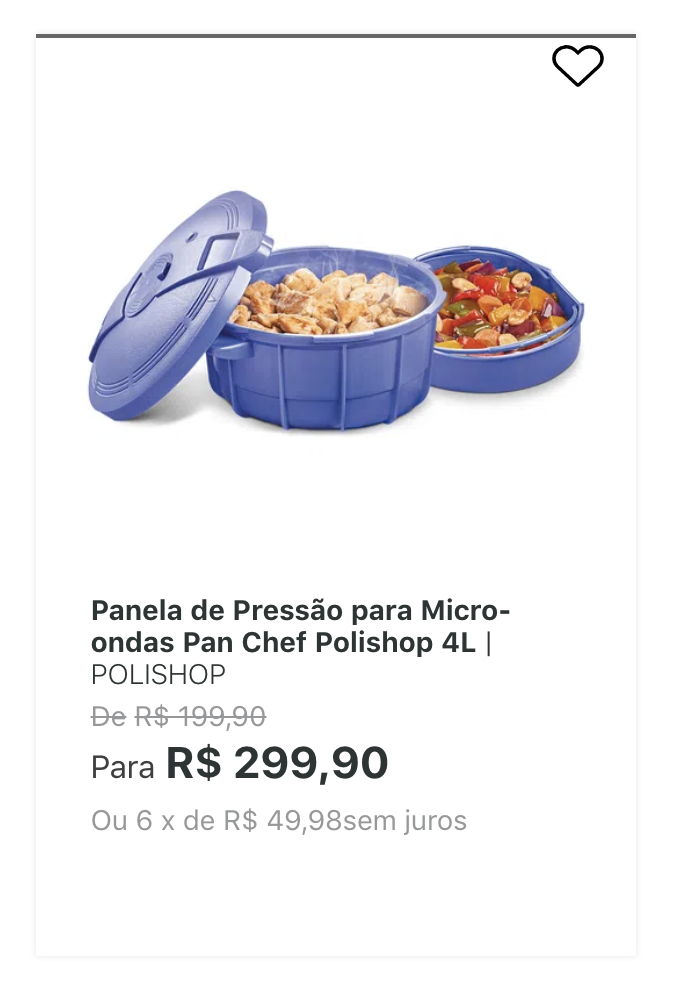 Panela de Pressão para Micro-
ondas Pan Chef Polishop 4L |
POLISHOP
De R$ 199,90
Para R$ 299,90
Ou 6 x de R$ 49,98sem juros